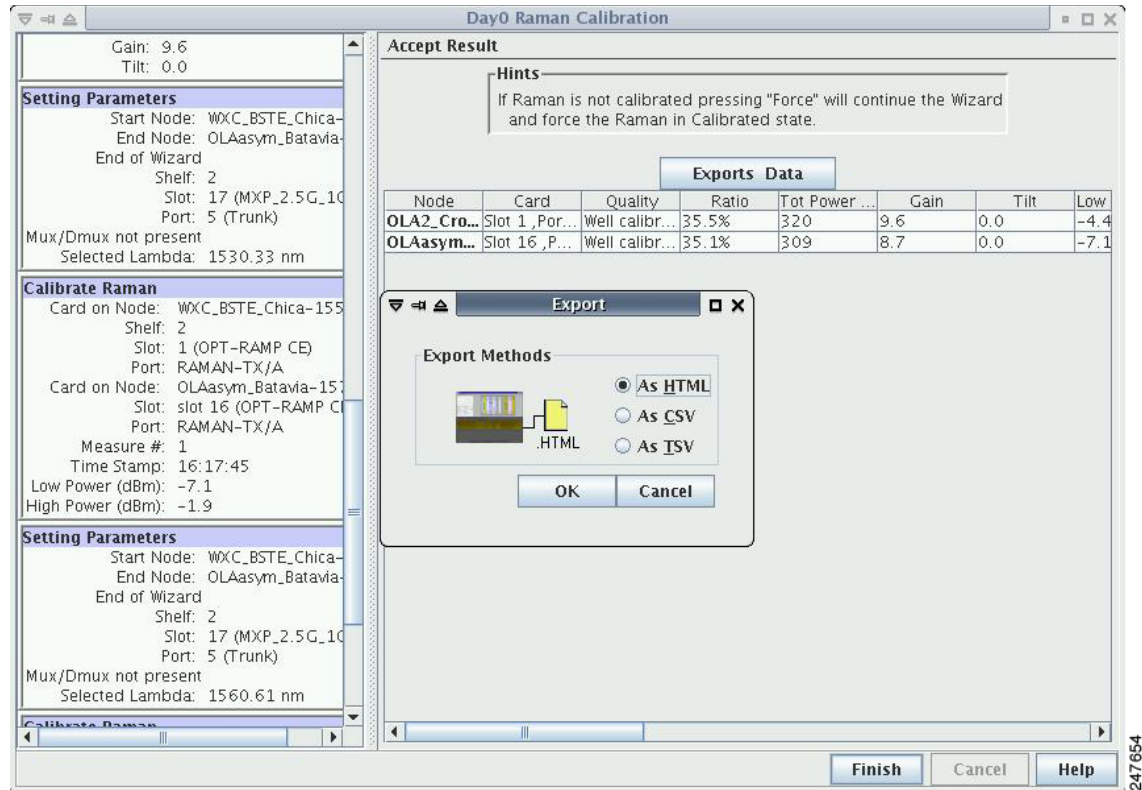 Day0 Raman Calibration
Gain: 9.6
Tilt: 0.0
Setting Parameters
Start Node: WXC_BSTE_Chica-
End Node: OLAasym_Batavia-
End of Wizard
Shelf: 2
Slot: 17 (MXP_2.5G_10
Port: 5 (Trunk)
Mux/Dmux not present
Selected Lambda: 1530.33 nm
Calibrate Raman
Card on Node: WXC_BSTE_Chica-155
Shelf: 2
Slot: 1 (OPT-RAMP CE)
Port: RAMAN-TX/A
Card on Node: OLAasym_Batavia-157
Slot: slot 16 (OPT-RAMP CE
Port: RAMAN-TX/A
Measure #: 1
Time Stamp: 16:17:45
Low Power (dBm): -7.1
High Power (dBm): -1.9
Setting Parameters
Start Node: WXC_BSTE_Chica-
End Node: OLAasym_Batavia-
End of Wizard
Shelf: 2
Slot: 17 (MXP_2.5G_10
Port: 5 (Trunk)
Mux/Dmux not present
Selected Lambda: 1560.61 nm
Calibrate Raman
Accept Result
Hints
If Raman is not calibrated pressing "Force" will continue the Wizard
and force the Raman in Calibrated state.
Exports Data
Node Card Quality Ratio Tot Power ... Gain Tilt Low
OLA2_Cro... Slot 1 ,Por... Well calibr... 35.5% 320 9.6 0.0 -4.4
OLAasym... Slot 16 ,P... Well calibr... 35.1% 309 8.7 0.0 -7.1
Export
Export Methods
.HTML
As HTML
As CSV
As TSV
OK Cancel
Finish Cancel Help
247654